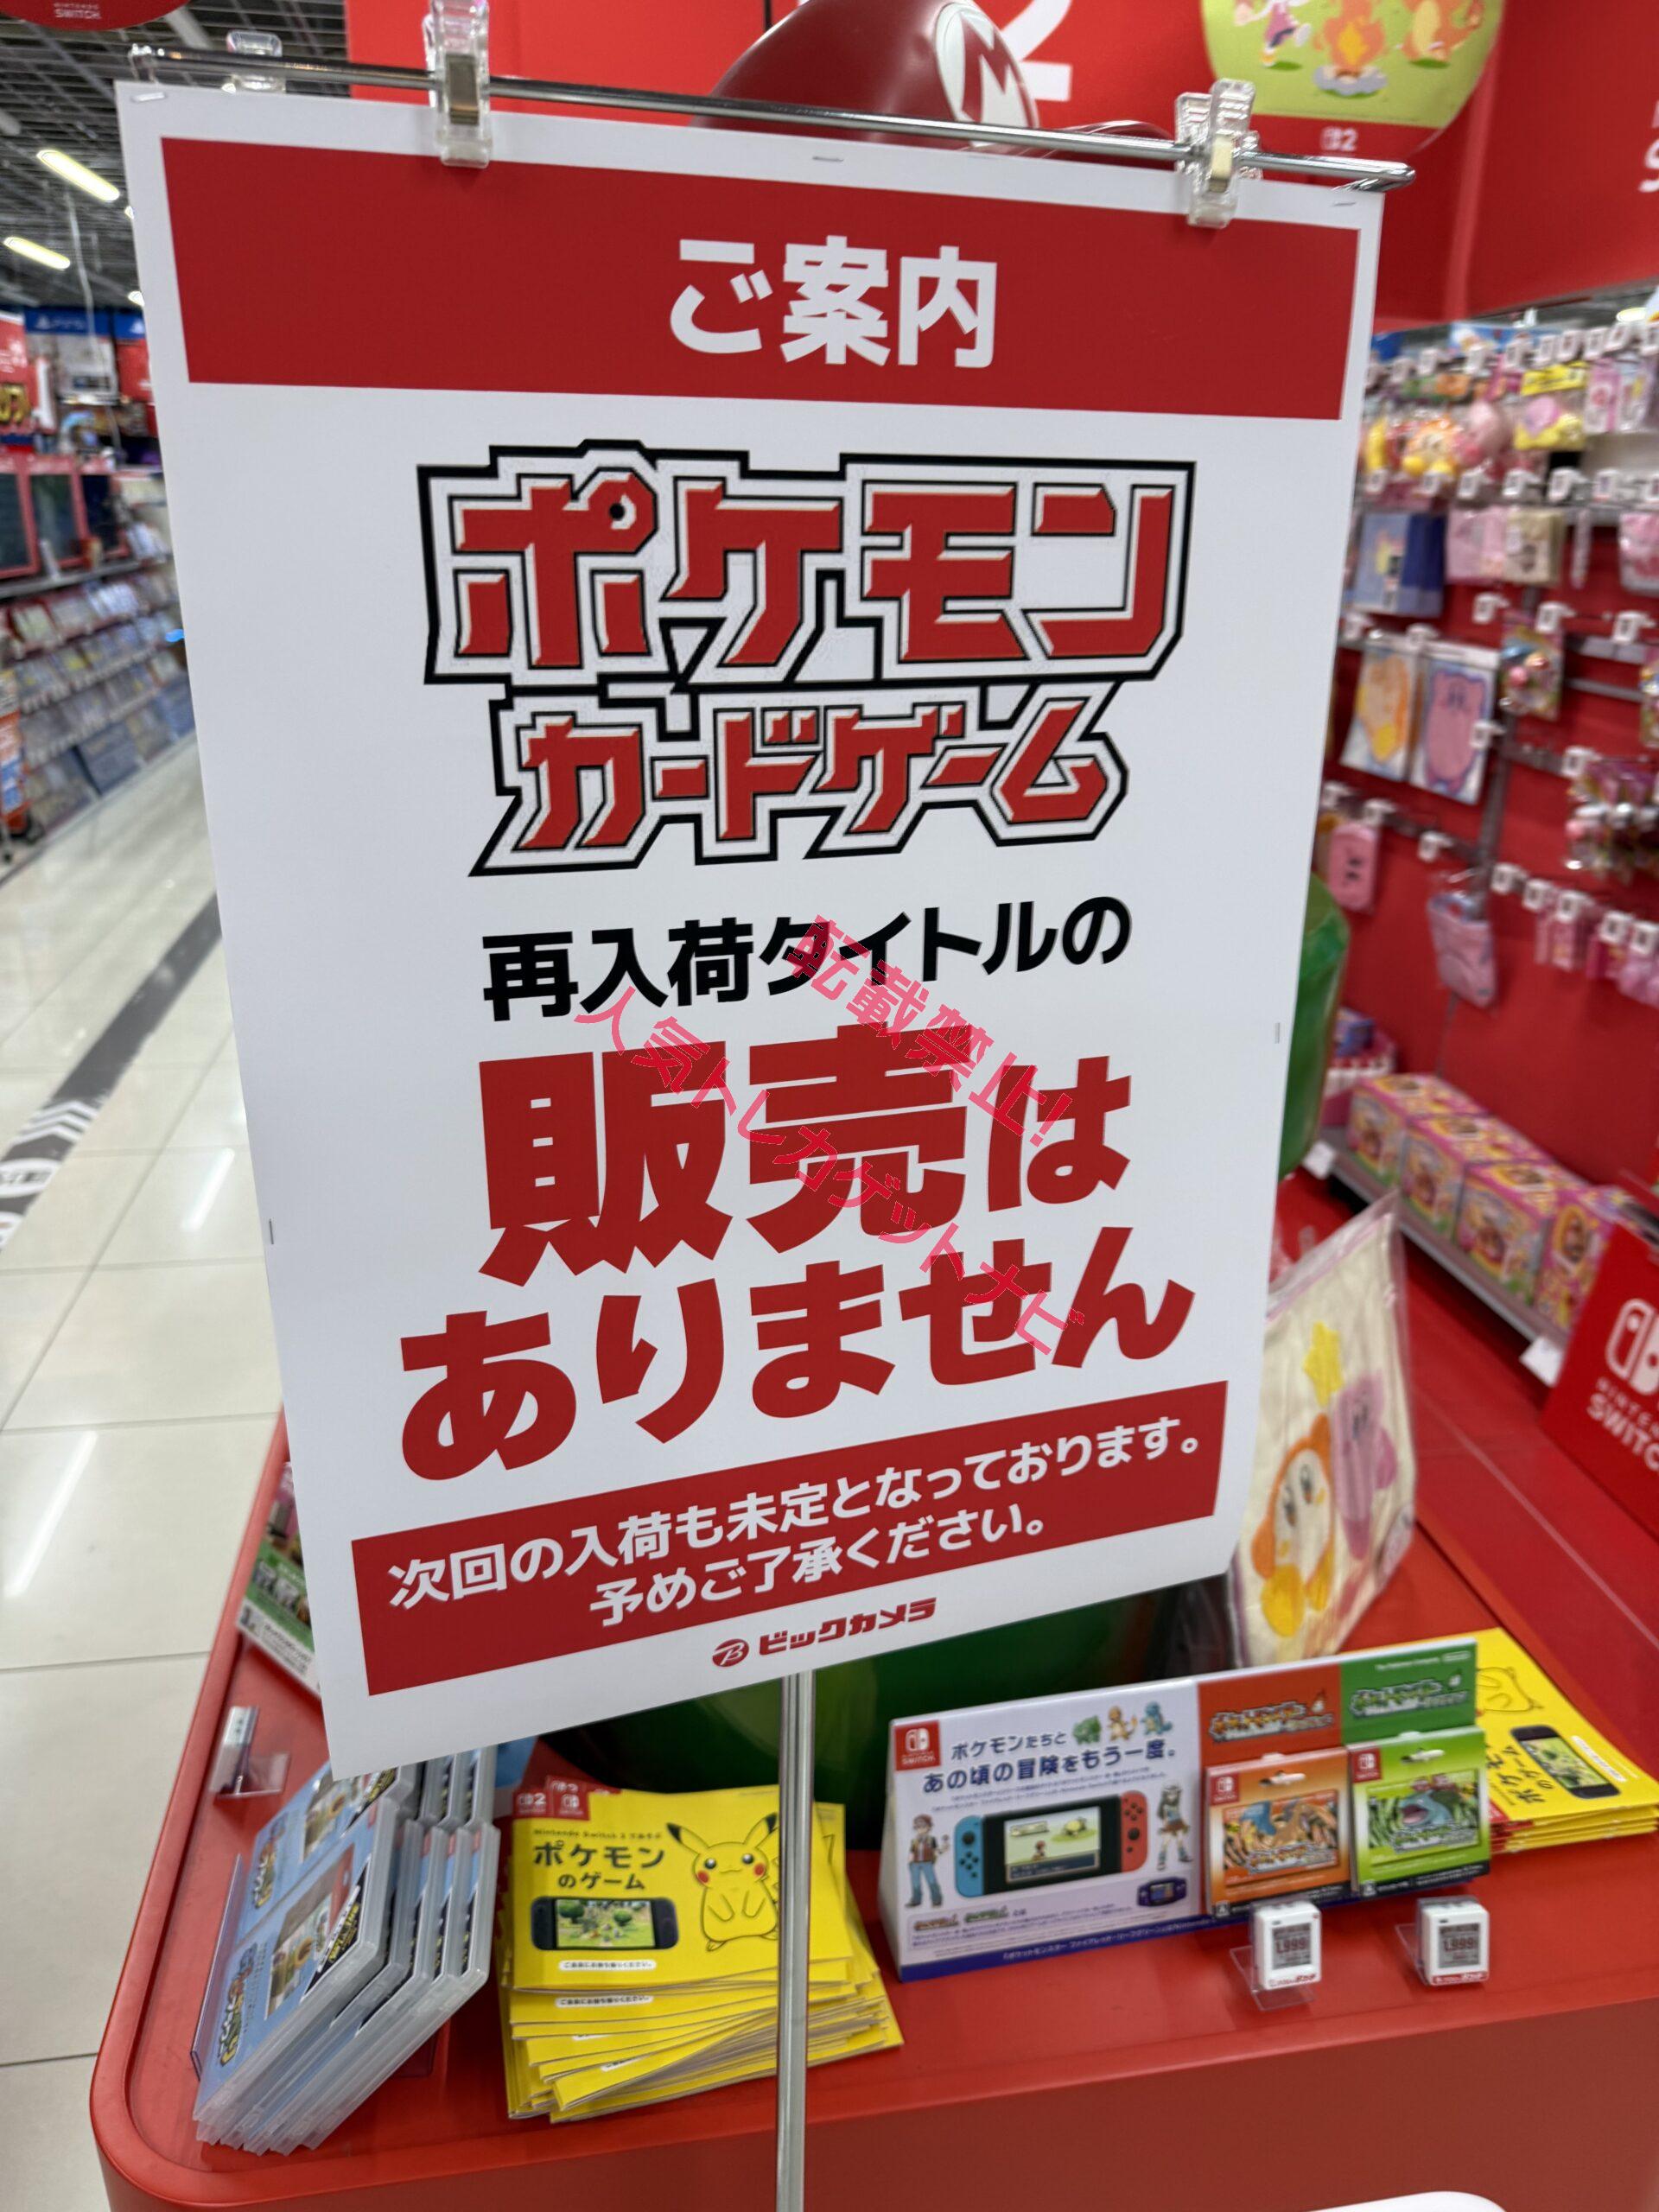 ご案内
ポケモン
カードゲーム
再入荷タイトルの
販売は
ありません
次回の入荷も未定となっております。
予めご了承ください。
ビックカメラ
転載禁止!
人気トレカゲットナビ
ポケモン
のゲーム
ポケモンたちと
あの頃の冒険をもう一度。
NINTENDO
SWITCH